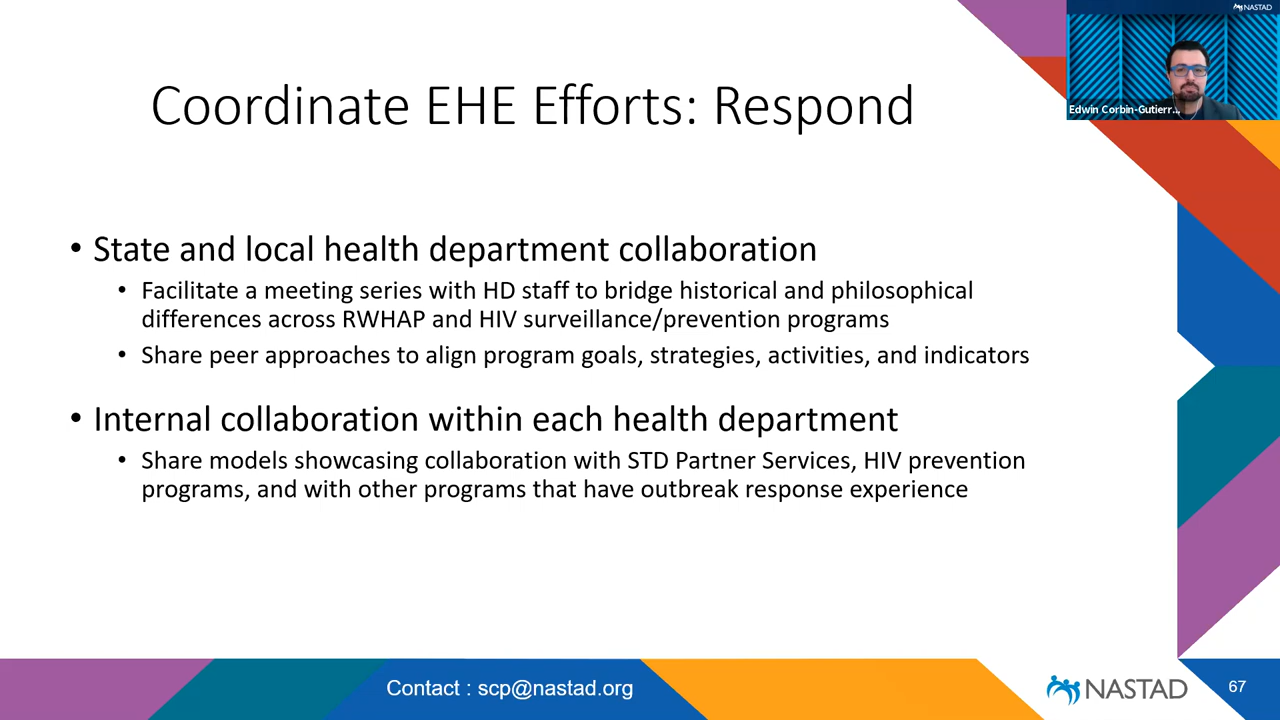 NASTAD
Edwin Corbin-Gutierr...
Coordinate EHE Efforts: Respond
• State and local health department collaboration
• Facilitate a meeting series with HD staff to bridge historical and philosophical
differences across RWHAP and HIV surveillance/prevention programs
• Share peer approaches to align program goals, strategies, activities, and indicators
• Internal collaboration within each health department
• Share models showcasing collaboration with STD Partner Services, HIV prevention
programs, and with other programs that have outbreak response experience
Contact : scp@nastad.org
NASTAD
67